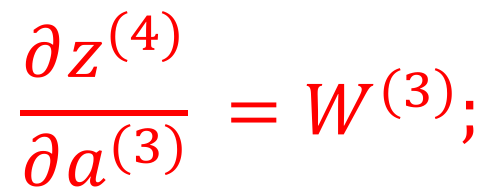 ∂z⁽⁴⁾/∂a⁽³⁾ = W⁽³⁾;